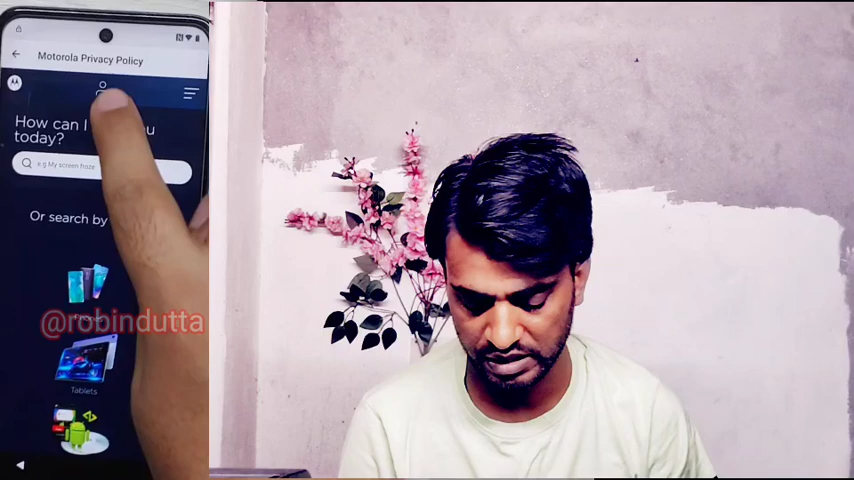 Motorola Privacy Policy
How can I
u
today?
e.g My screen froze
Or search by
@robindutta
Tablets